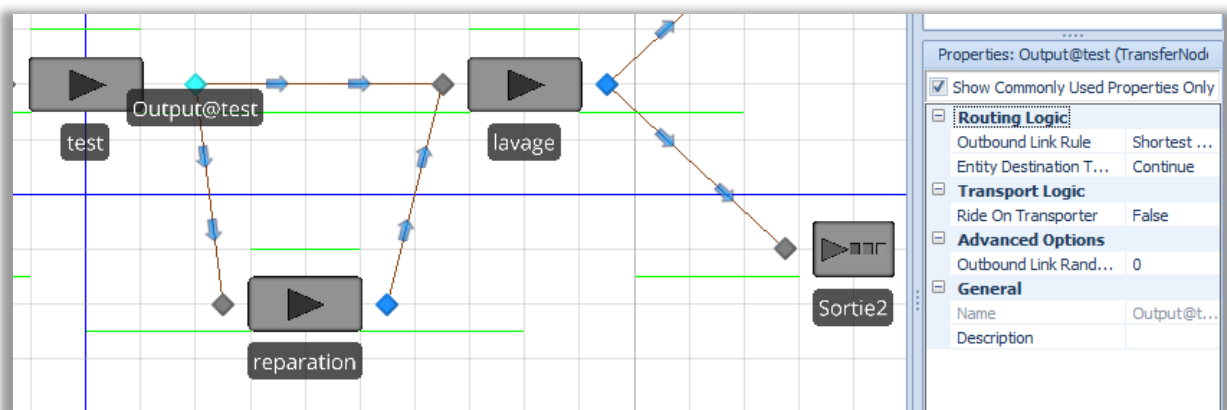 Output@test
test
lavage
Sortie2
reparation
Properties: Output@test (TransferNode
Show Commonly Used Properties Only
Routing Logic
Outbound Link Rule Shortest ...
Entity Destination T... Continue
Transport Logic
Ride On Transporter False
Advanced Options
Outbound Link Rand... 0
General
Name Output@t...
Description